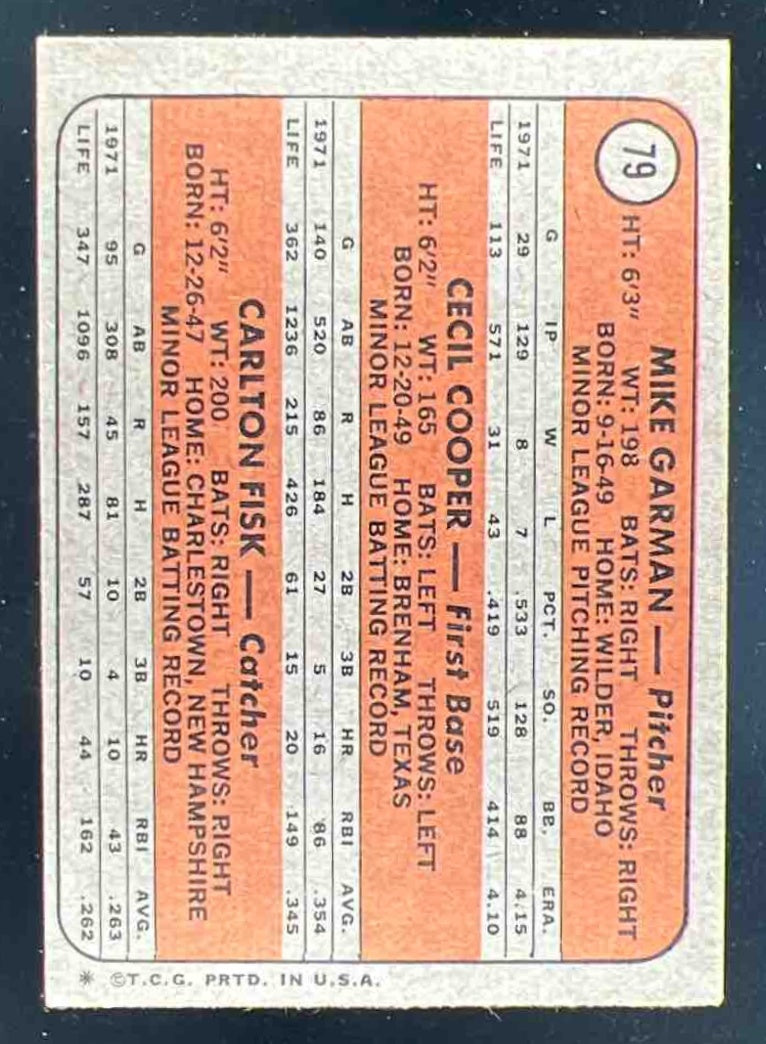 79
MIKE GARMAN — Pitcher
HT: 6'3" WT: 198 BATS: RIGHT THROWS: RIGHT
BORN: 9-16-49 HOME: WILDER, IDAHO
MINOR LEAGUE PITCHING RECORD
G IP W L PCT. SO. BB. ERA.
1971 29 129 8 7 .533 128 88 4.15
LIFE 113 571 31 43 .419 519 414 4.10
CECIL COOPER — First Base
HT: 6'2" WT: 165 BATS: LEFT THROWS: LEFT
BORN: 12-20-49 HOME: BRENHAM, TEXAS
MINOR LEAGUE BATTING RECORD
G AB R H 2B 3B HR RBI AVG.
1971 140 520 86 184 27 5 16 86 .354
LIFE 362 1236 215 426 61 15 20 149 .345
CARLTON FISK — Catcher
HT: 6'2" WT: 200 BATS: RIGHT THROWS: RIGHT
BORN: 12-26-47 HOME: CHARLESTOWN, NEW HAMPSHIRE
MINOR LEAGUE BATTING RECORD
G AB R H 2B 3B HR RBI AVG.
1971 95 308 45 81 10 4 10 43 .263
LIFE 347 1096 157 287 57 10 44 162 .262
* ©T.C.G. PRTD. IN U.S.A.